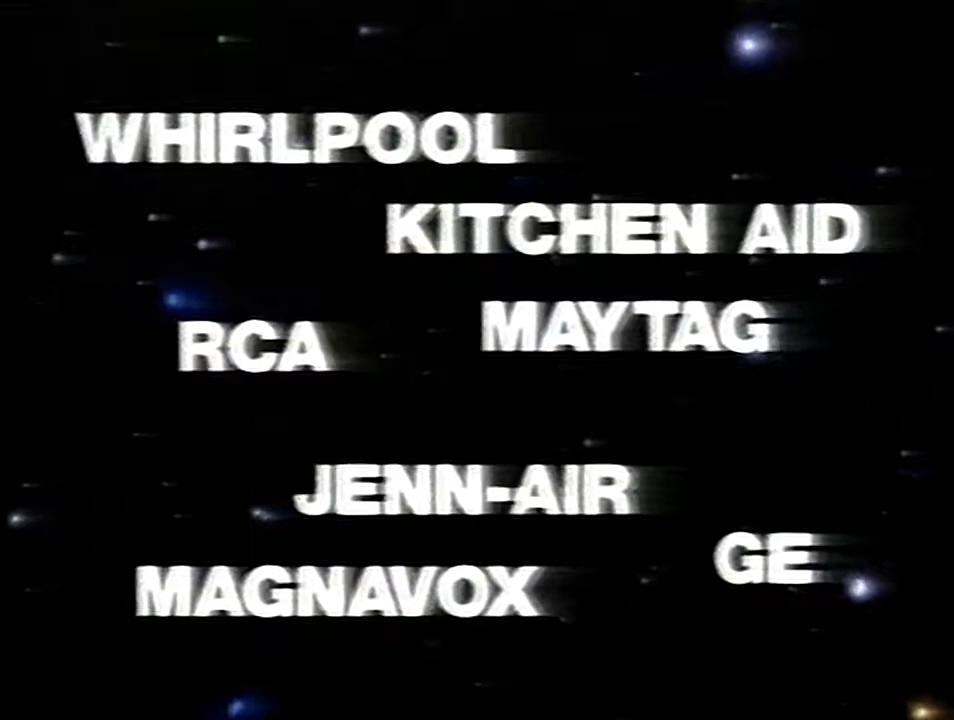 WHIRLPOOL
KITCHEN AID
MAYTAG
RCA
JENN-AIR
GE
MAGNAVOX